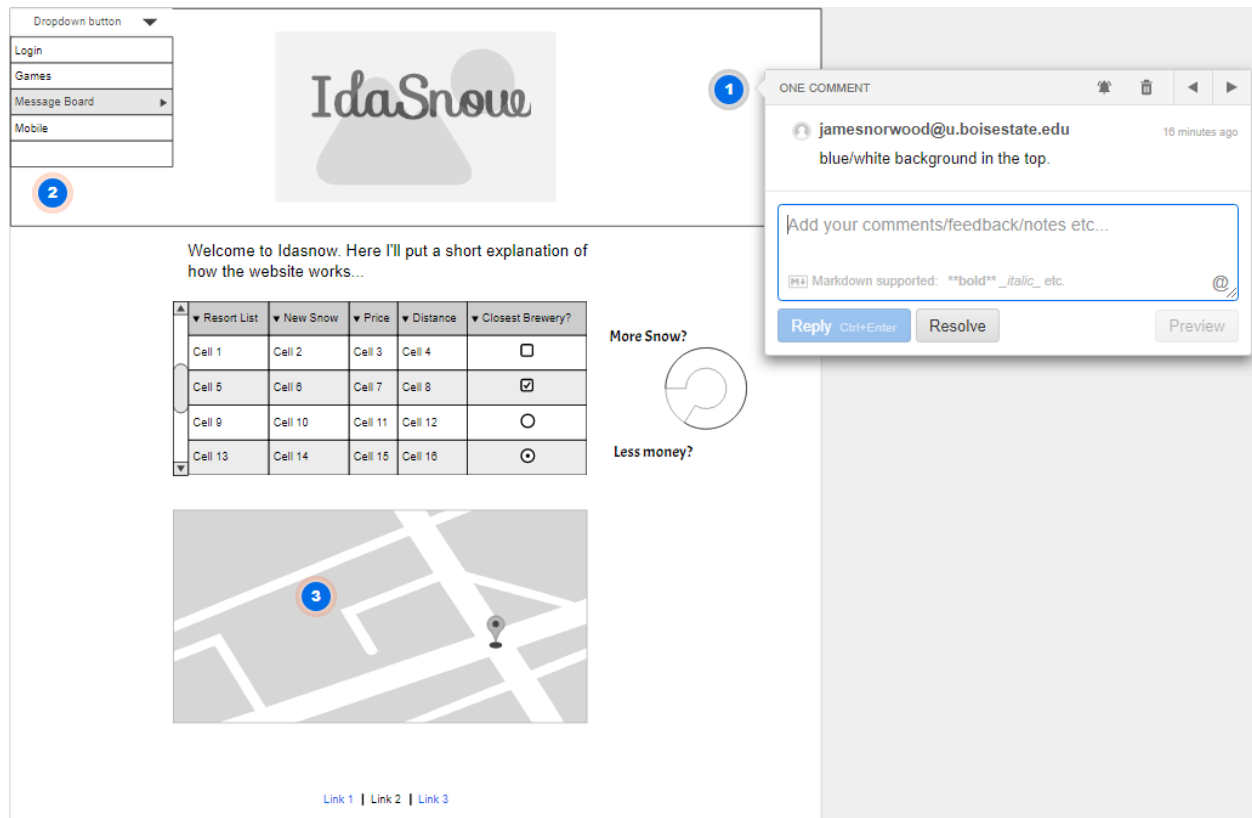 Dropdown button
Login
Games
Message Board
Mobile
IdaSnow
1
2
ONE COMMENT
jamesnorwood@u.boisestate.edu
16 minutes ago
blue/white background in the top.
Add your comments/feedback/notes etc...
M+ Markdown supported: **bold** _italic_ etc.
@
Reply Ctrl+Enter
Resolve
Preview
Welcome to Idasnow. Here I'll put a short explanation of
how the website works...
Resort List New Snow Price Distance Closest Brewery?
Cell 1 Cell 2 Cell 3 Cell 4
Cell 5 Cell 6 Cell 7 Cell 8
Cell 9 Cell 10 Cell 11 Cell 12
Cell 13 Cell 14 Cell 15 Cell 16
More Snow?
Less money?
3
Link 1 | Link 2 | Link 3